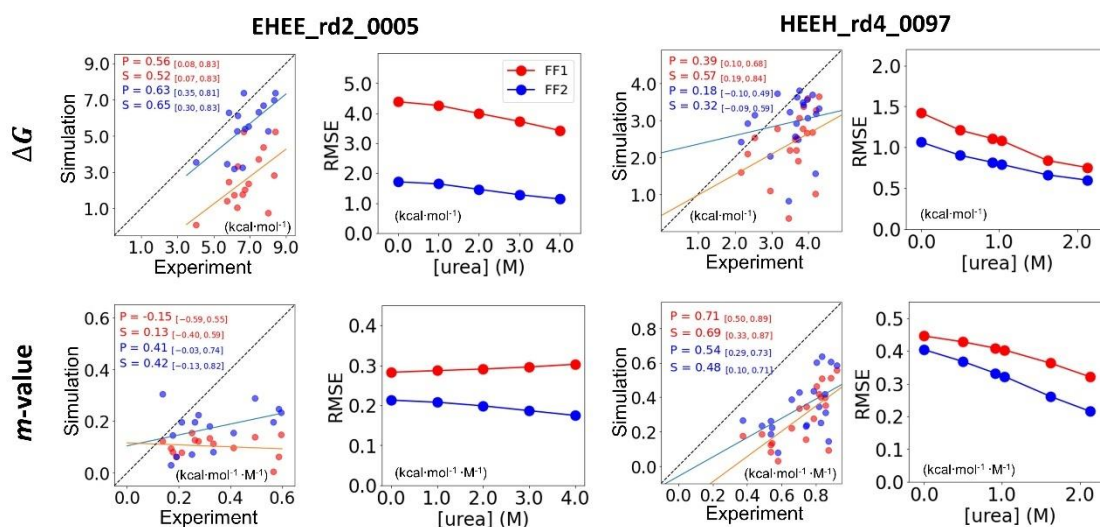 EHEE_rd2_0005
HEEH_rd4_0097
ΔG
Simulation
9.0
7.0
5.0
3.0
1.0
P = 0.56 [0.08, 0.83]
S = 0.52 [0.07, 0.83]
P = 0.63 [0.35, 0.81]
S = 0.65 [0.30, 0.83]
(kcal·mol⁻¹)
1.0 3.0 5.0 7.0 9.0
Experiment
RMSE
5.0
4.0
3.0
2.0
1.0
0.0
FF1
FF2
(kcal·mol⁻¹)
0.0 1.0 2.0 3.0 4.0
[urea] (M)
Simulation
4.0
3.0
2.0
1.0
0.0
P = 0.39 [0.10, 0.68]
S = 0.57 [0.19, 0.84]
P = 0.18 [−0.10, 0.49]
S = 0.32 [−0.09, 0.59]
(kcal·mol⁻¹)
0.0 1.0 2.0 3.0 4.0
Experiment
RMSE
2.0
1.5
1.0
0.5
0.0
(kcal·mol⁻¹)
0.0 1.0 2.0
[urea] (M)
m-value
Simulation
0.6
0.4
0.2
0.0
P = -0.15 [−0.59, 0.55]
S = 0.13 [−0.40, 0.59]
P = 0.41 [−0.03, 0.74]
S = 0.42 [−0.13, 0.82]
(kcal·mol⁻¹·M⁻¹)
0.0 0.2 0.4 0.6
Experiment
RMSE
0.4
0.3
0.2
0.1
0.0
(kcal·mol⁻¹ ·M⁻¹)
0.0 1.0 2.0 3.0 4.0
[urea] (M)
Simulation
0.8
0.6
0.4
0.2
0.0
P = 0.71 [0.50, 0.89]
S = 0.69 [0.33, 0.87]
P = 0.54 [0.29, 0.73]
S = 0.48 [0.10, 0.71]
(kcal·mol⁻¹·M⁻¹)
0.0 0.2 0.4 0.6 0.8
Experiment
RMSE
0.5
0.4
0.3
0.2
0.1
0.0
(kcal·mol⁻¹ ·M⁻¹)
0.0 1.0 2.0
[urea] (M)